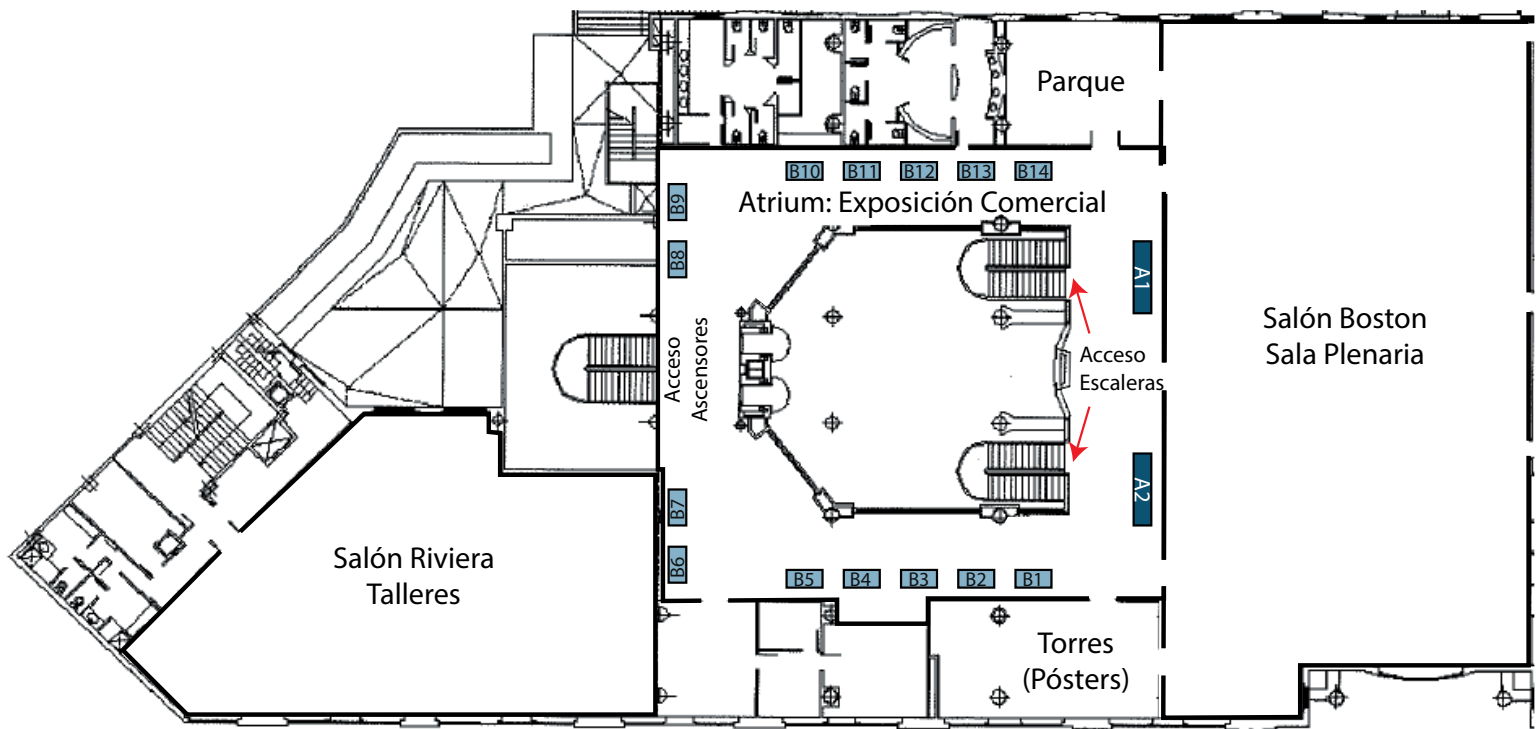 Parque
B10
B11
B12
B13
B14
Atrium: Exposición Comercial
B9
B8
A1
Acceso
Ascensores
Acceso
Escaleras
Salón Boston
Sala Plenaria
A2
B7
B6
Salón Riviera
Talleres
B5
B4
B3
B2
B1
Torres
(Pósters)